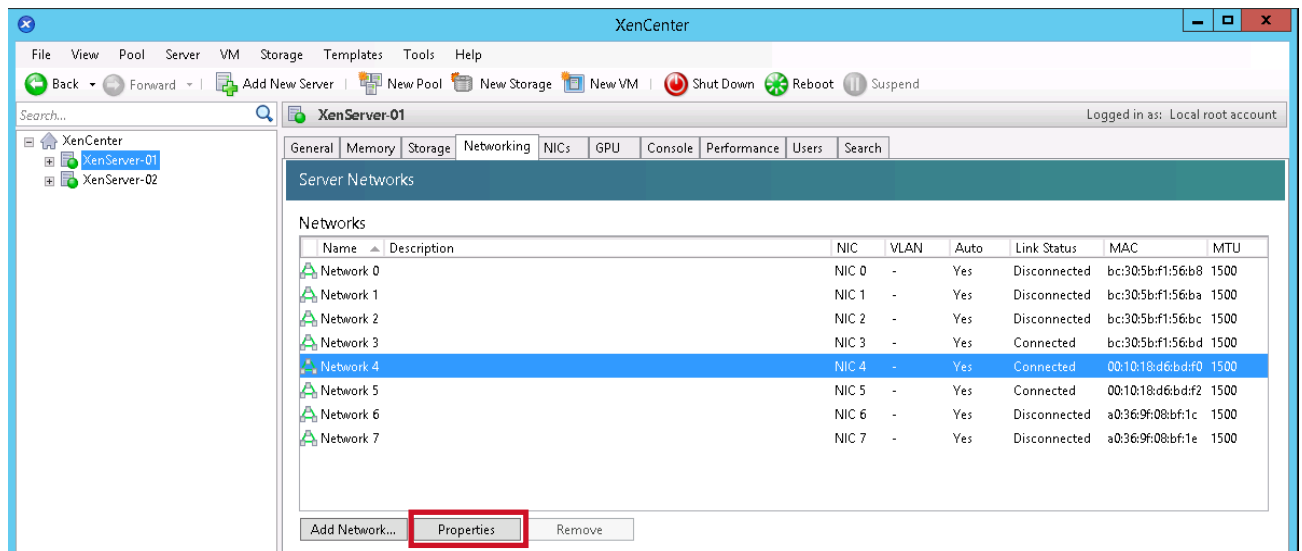 XenCenter
File View Pool Server VM Storage Templates Tools Help
Back Forward Add New Server New Pool New Storage New VM Shut Down Reboot Suspend
Search... XenServer-01 Logged in as: Local root account
XenCenter
XenServer-01
XenServer-02
General Memory Storage Networking NICs GPU Console Performance Users Search
Server Networks
Networks
Name Description NIC VLAN Auto Link Status MAC MTU
Network 0 NIC 0 - Yes Disconnected bc:30:5b:f1:56:b8 1500
Network 1 NIC 1 - Yes Disconnected bc:30:5b:f1:56:ba 1500
Network 2 NIC 2 - Yes Disconnected bc:30:5b:f1:56:bc 1500
Network 3 NIC 3 - Yes Connected bc:30:5b:f1:56:bd 1500
Network 4 NIC 4 - Yes Connected 00:10:18:d6:bd:f0 1500
Network 5 NIC 5 - Yes Connected 00:10:18:d6:bd:f2 1500
Network 6 NIC 6 - Yes Disconnected a0:36:9f:08:bf:1c 1500
Network 7 NIC 7 - Yes Disconnected a0:36:9f:08:bf:1e 1500
Add Network... Properties Remove